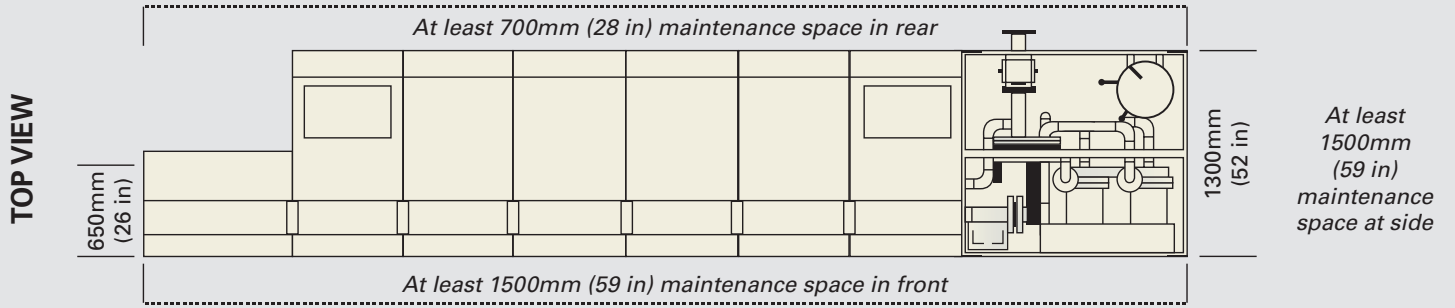 At least 700mm (28 in) maintenance space in rear
TOP VIEW
650mm
(26 in)
1300mm
(52 in)
At least
1500mm
(59 in)
maintenance
space at side
At least 1500mm (59 in) maintenance space in front